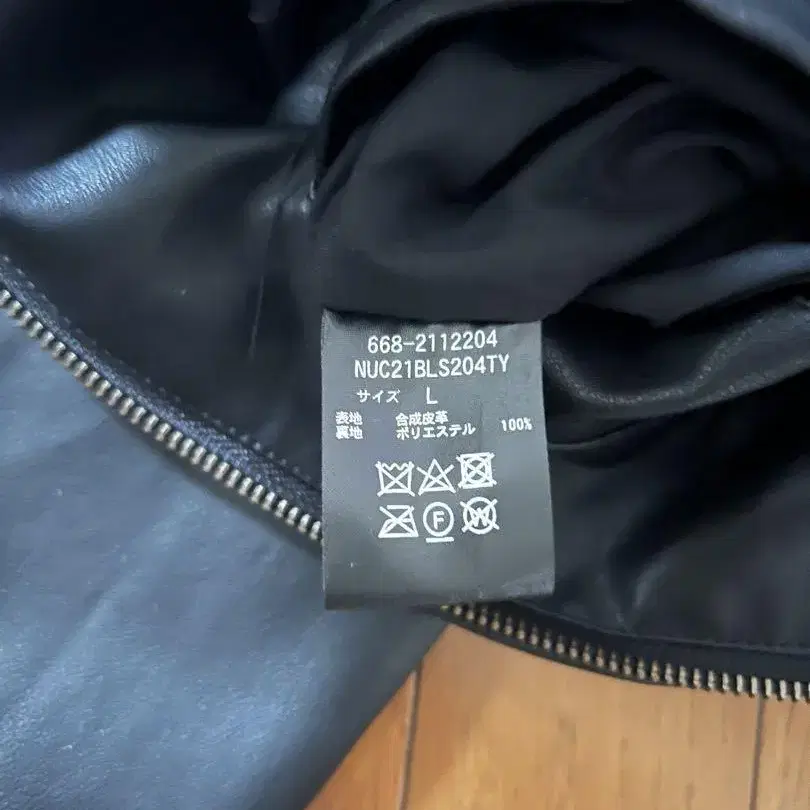 668-2112204
NUC21BLS204TY
サイズ L
表地 合成皮革
裏地 ポリエステル 100%
F
W